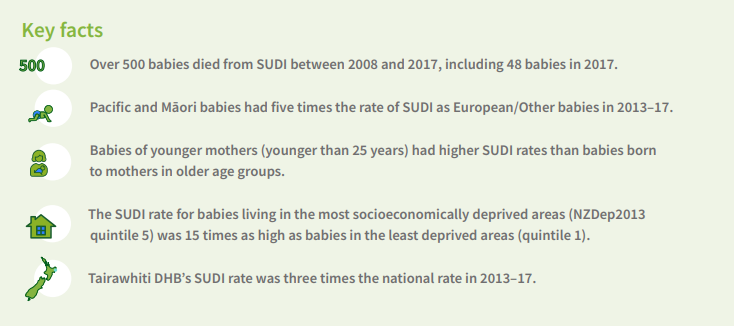 Key facts
500
Over 500 babies died from SUDI between 2008 and 2017, including 48 babies in 2017.
Pacific and Māori babies had five times the rate of SUDI as European/Other babies in 2013–17.
Babies of younger mothers (younger than 25 years) had higher SUDI rates than babies born
to mothers in older age groups.
The SUDI rate for babies living in the most socioeconomically deprived areas (NZDep2013
quintile 5) was 15 times as high as babies in the least deprived areas (quintile 1).
Tairawhiti DHB’s SUDI rate was three times the national rate in 2013–17.